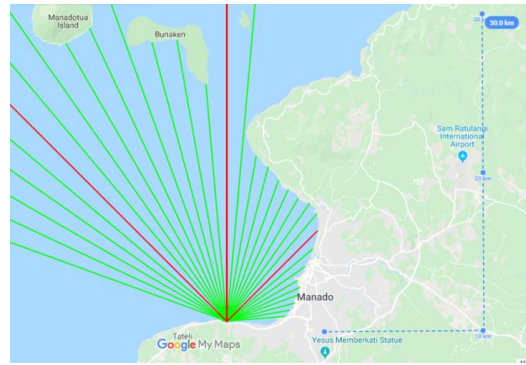 Manadotua
Island
Bunaken
30
30.0 km
Sam Ratulangi
International
Airport
20 km
Manado
10 km
Tateli
Yesus Memberkati Statue
Google My Maps